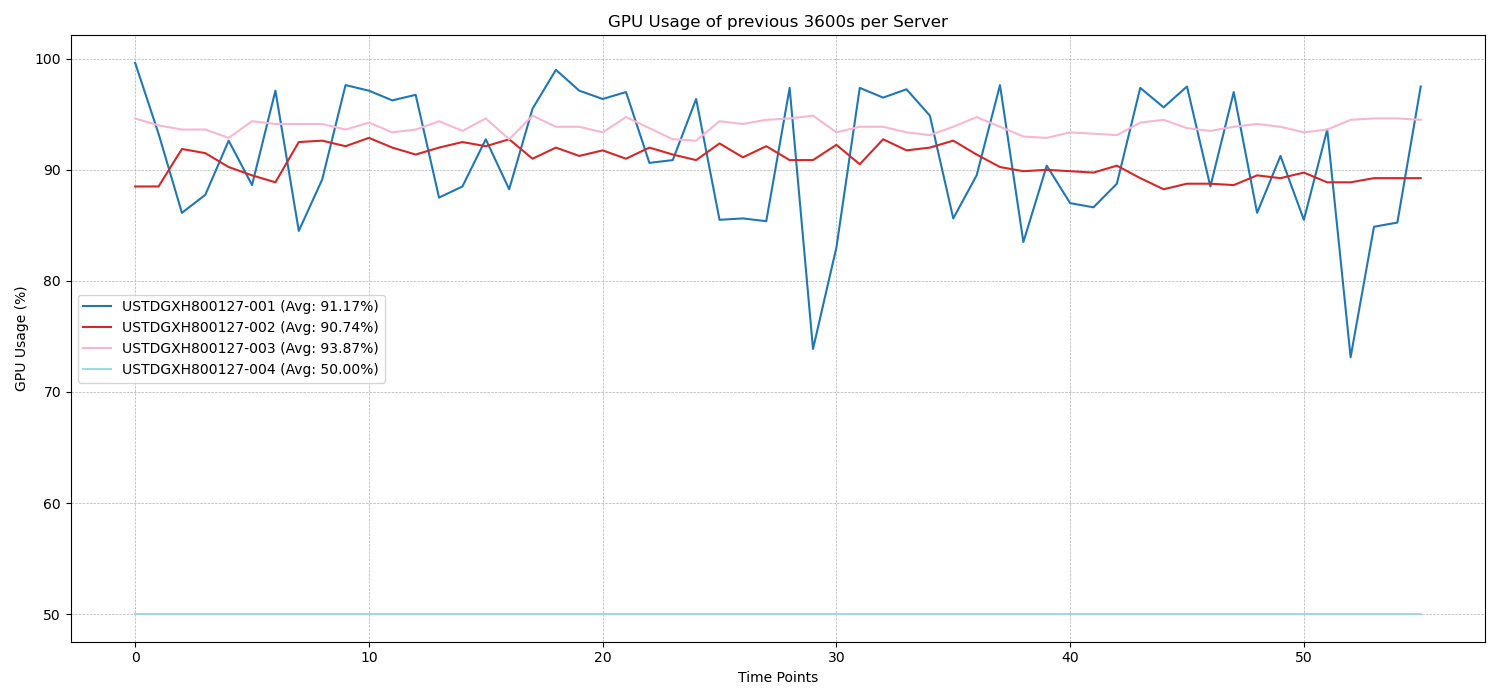 GPU Usage of previous 3600s per Server
GPU Usage (%)
100
90
80
70
60
50
USTDGXH800127-001 (Avg: 91.17%)
USTDGXH800127-002 (Avg: 90.74%)
USTDGXH800127-003 (Avg: 93.87%)
USTDGXH800127-004 (Avg: 50.00%)
0 10 20 30 40 50
Time Points